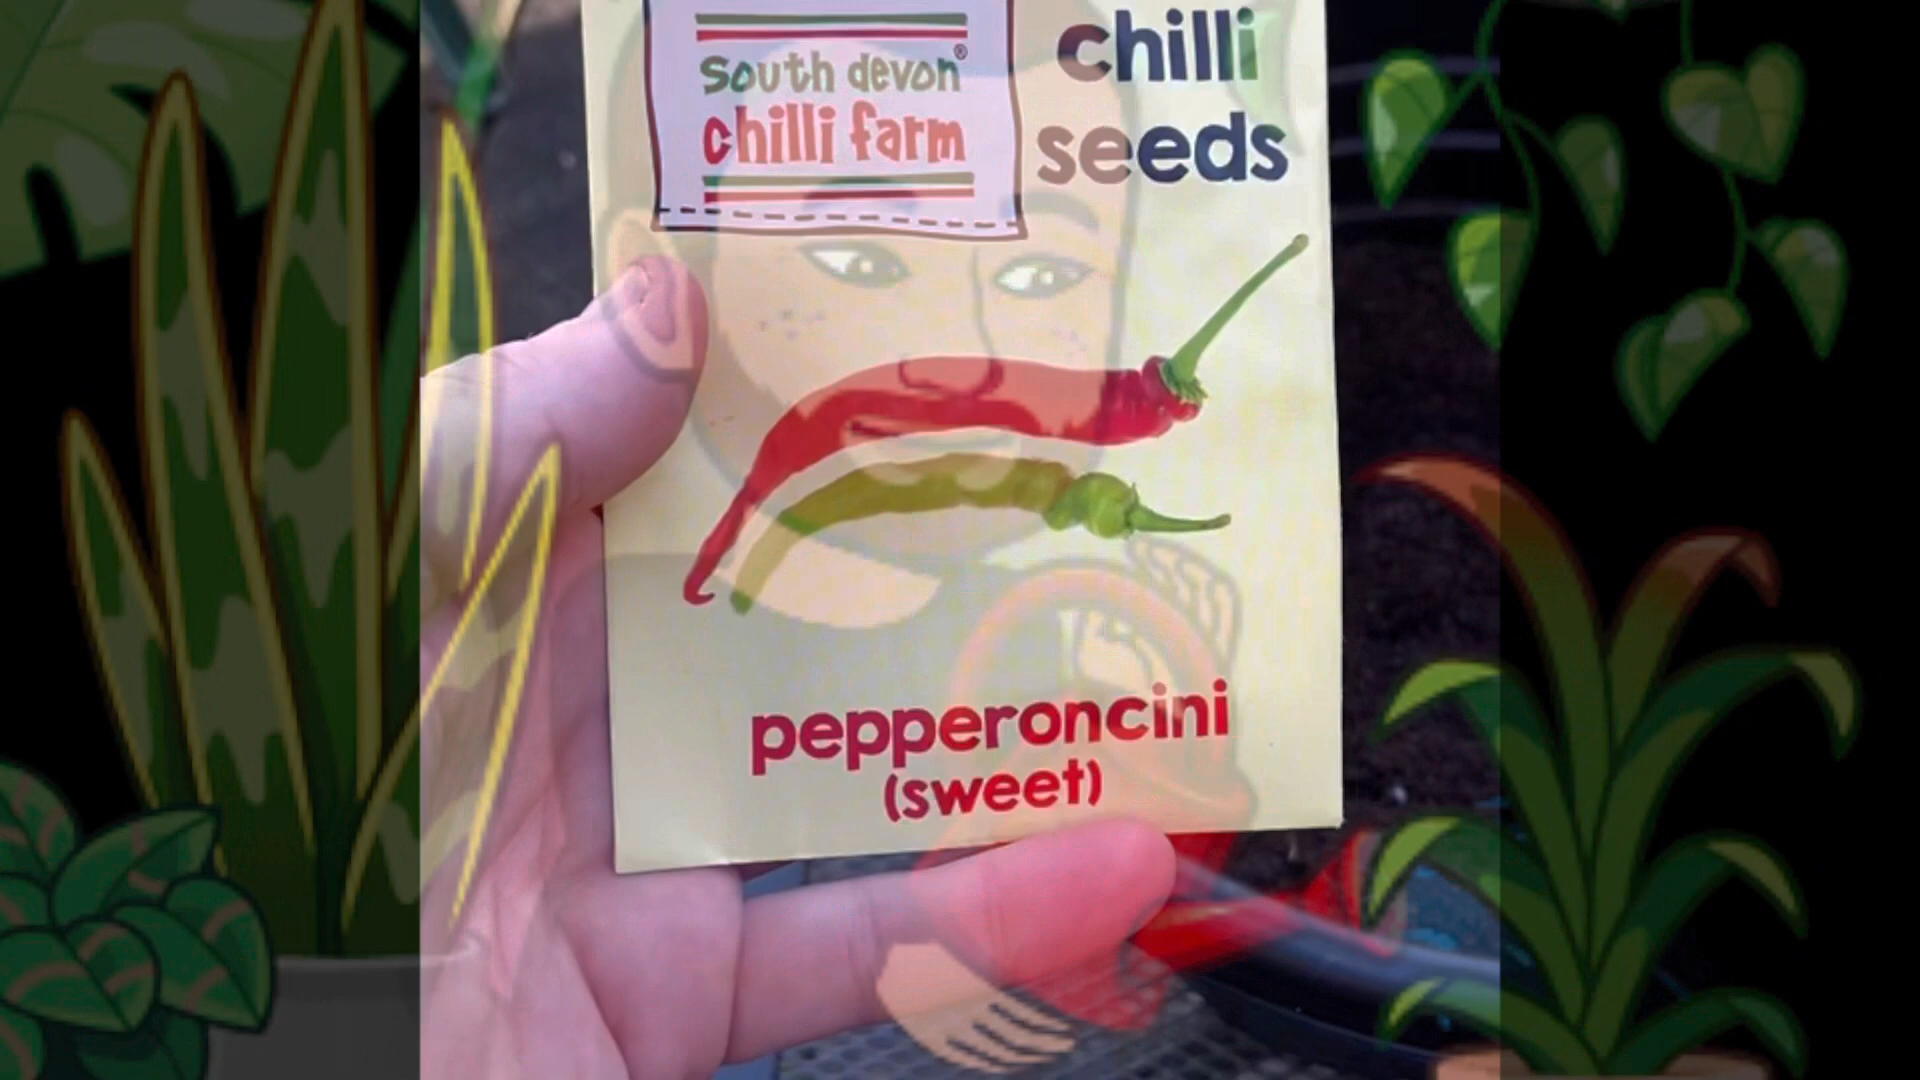 south devon®
chilli farm
chilli
seeds
pepperoncini
(sweet)